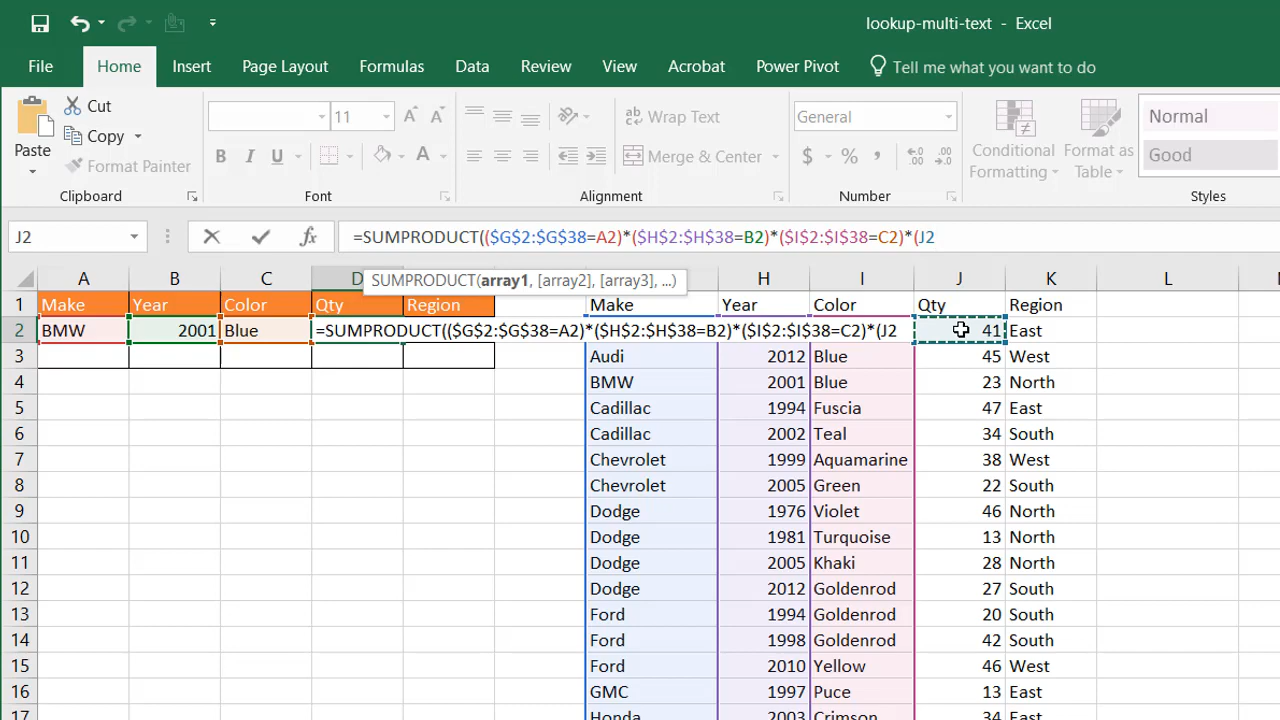 lookup-multi-text - Excel
File Home Insert Page Layout Formulas Data Review View Acrobat Power Pivot Tell me what you want to do
Paste
Cut
Copy
Format Painter
Clipboard
11
B I U A
Font
ab Wrap Text
Merge & Center
Alignment
General
$ % ,
Number
Conditional Formatting
Format as Table
Normal
Good
Styles
J2 fx =SUMPRODUCT(($G$2:$G$38=A2)*($H$2:$H$38=B2)*($I$2:$I$38=C2)*(J2
SUMPRODUCT(array1, [array2], [array3], ...)
A B C D H I J K L
1 Make Year Color Qty Region Make Year Color Qty Region
2 BMW 2001 Blue =SUMPRODUCT(($G$2:$G$38=A2)*($H$2:$H$38=B2)*($I$2:$I$38=C2)*(J2 41 East
3 Audi 2012 Blue 45 West
4 BMW 2001 Blue 23 North
5 Cadillac 1994 Fuscia 47 East
6 Cadillac 2002 Teal 34 South
7 Chevrolet 1999 Aquamarine 38 West
8 Chevrolet 2005 Green 22 South
9 Dodge 1976 Violet 46 North
10 Dodge 1981 Turquoise 13 North
11 Dodge 2005 Khaki 28 North
12 Dodge 2012 Goldenrod 27 South
13 Ford 1994 Goldenrod 20 South
14 Ford 1998 Goldenrod 42 South
15 Ford 2010 Yellow 46 West
16 GMC 1997 Puce 13 East
17 Honda 2003 Crimson 34 East